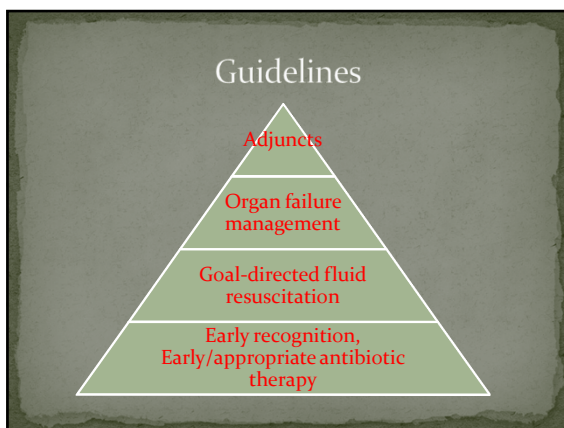 Guidelines
Adjuncts
Organ failure
management
Goal-directed fluid
resuscitation
Early recognition,
Early/appropriate antibiotic
therapy